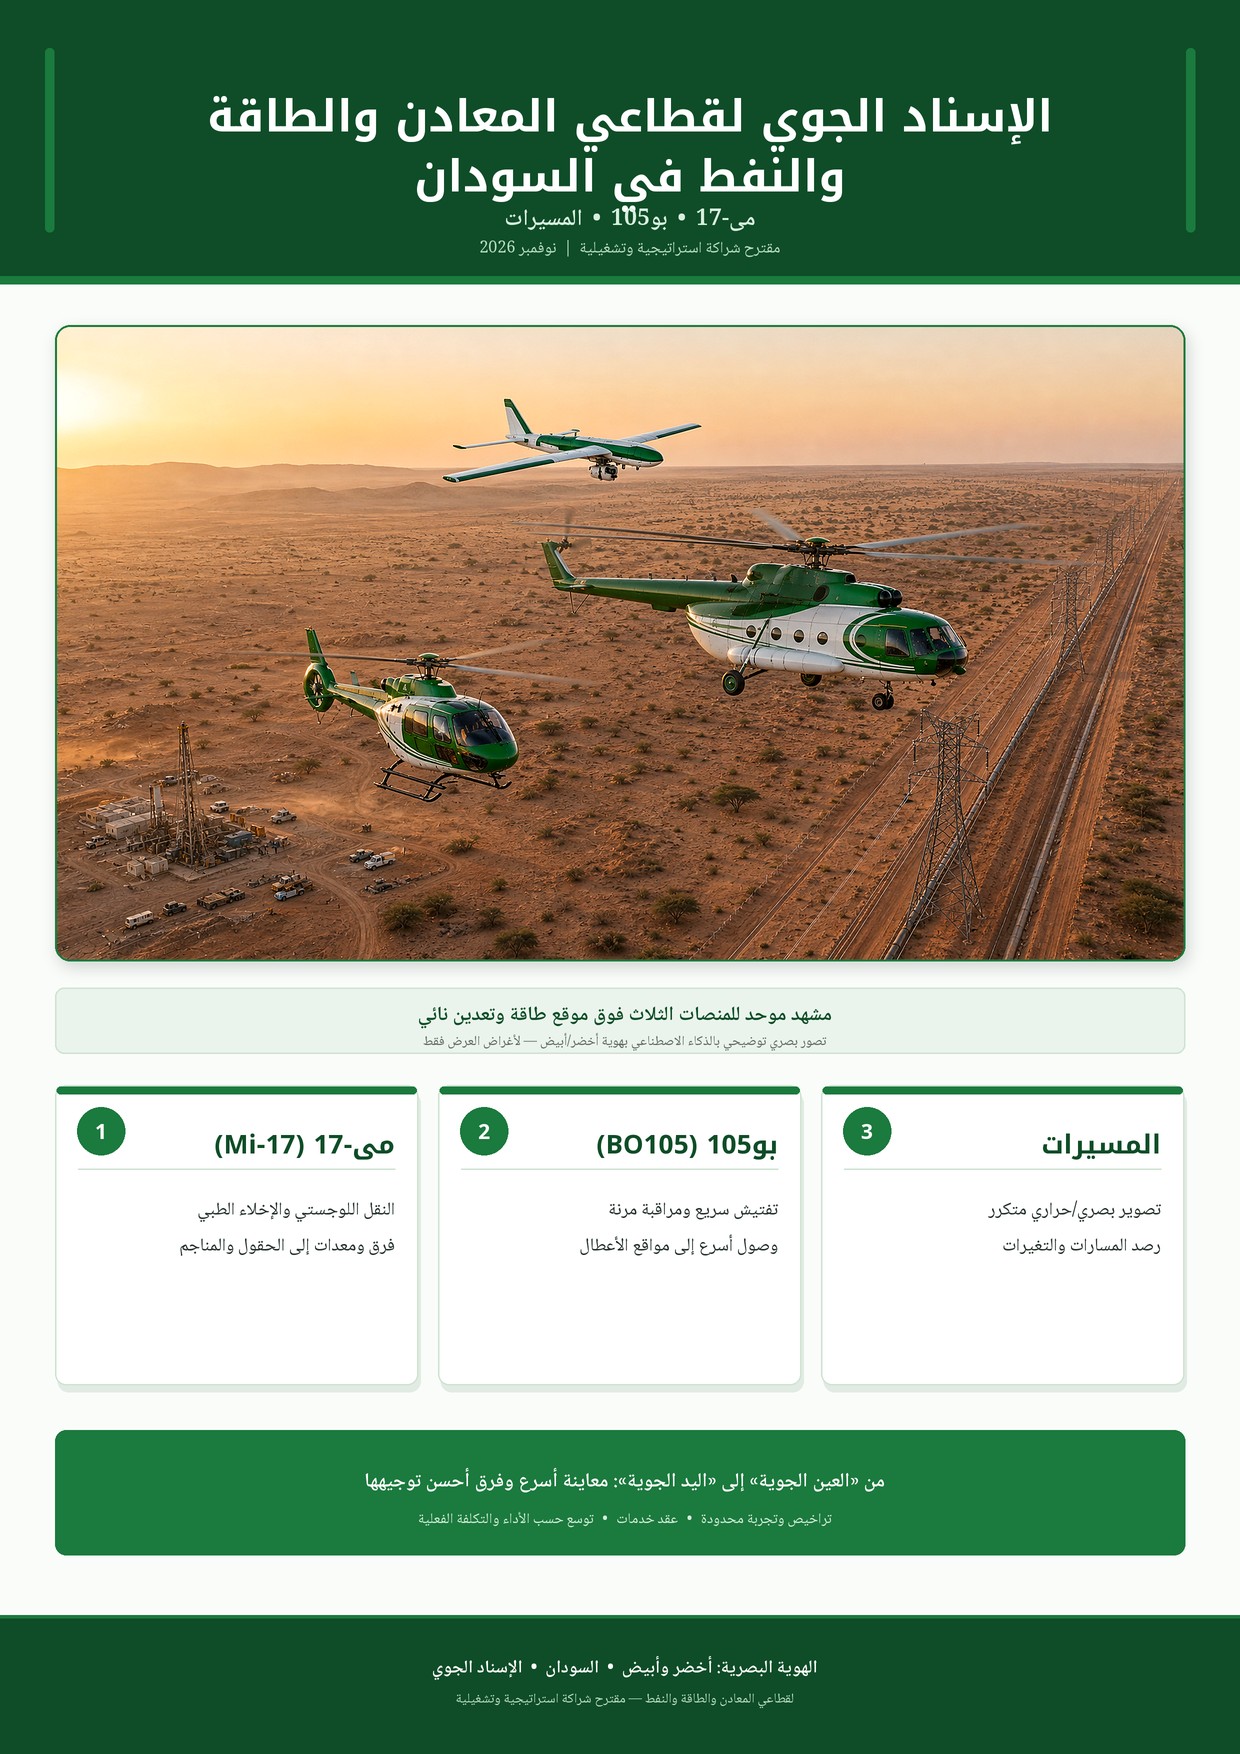 الإسناد الجوي لقطاعي المعادن والطاقة
والنفط في السودان
مى-17 • بو105 • المسيرات
مقترح شراكة استراتيجية وتشغيلية | نوفمبر 2026
مشهد موحد للمنصات الثلاث فوق موقع طاقة وتعدين نائي
تصور بصري توضيحي بالذكاء الاصطناعي بهوية أخضر/أبيض — لأغراض العرض فقط
3
المسيرات
تصوير بصري/حراري متكرر
رصد المسارات والتغيرات
2
بو105 (BO105)
تفتيش سريع ومراقبة مرنة
وصول أسرع إلى مواقع الأعطال
1
مى-17 (Mi-17)
النقل اللوجستي والإخلاء الطبي
فرق ومعدات إلى الحقول والمناجم
من «العين الجوية» إلى «اليد الجوية»: معاينة أسرع وفرق أحسن توجيهها
تراخيص وتجربة محدودة • عقد خدمات • توسع حسب الأداء والتكلفة الفعلية
الهوية البصرية: أخضر وأبيض • السودان • الإسناد الجوي
لقطاعي المعادن والطاقة والنفط — مقترح شراكة استراتيجية وتشغيلية